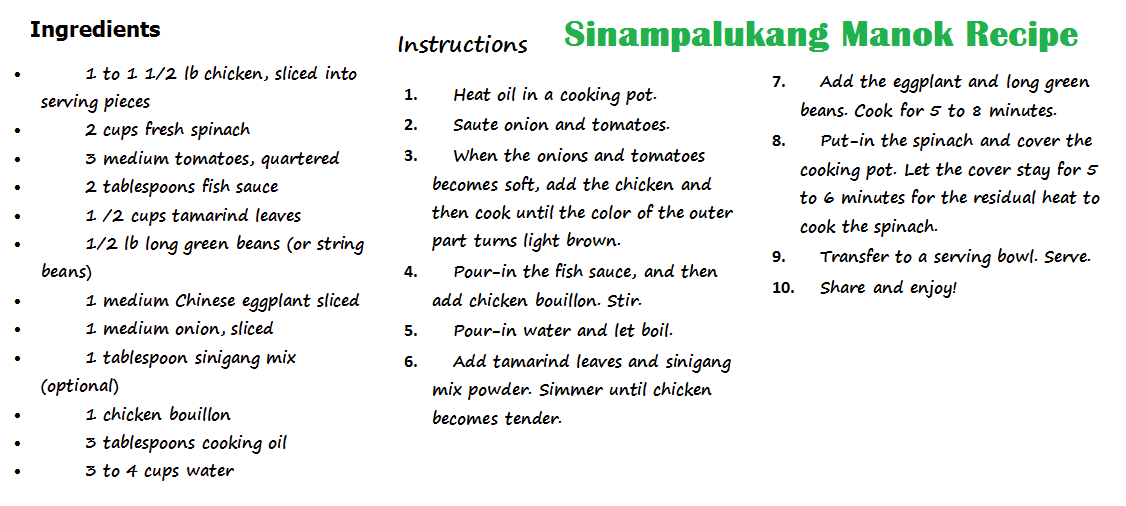 Sinampalukang Manok Recipe
Ingredients
• 1 to 1 1/2 lb chicken, sliced into
serving pieces
• 2 cups fresh spinach
• 3 medium tomatoes, quartered
• 2 tablespoons fish sauce
• 1 /2 cups tamarind leaves
• 1/2 lb long green beans (or string
beans)
• 1 medium Chinese eggplant sliced
• 1 medium onion, sliced
• 1 tablespoon sinigang mix
(optional)
• 1 chicken bouillon
• 3 tablespoons cooking oil
• 3 to 4 cups water
Instructions
1. Heat oil in a cooking pot.
2. Saute onion and tomatoes.
3. When the onions and tomatoes
becomes soft, add the chicken and
then cook until the color of the outer
part turns light brown.
4. Pour-in the fish sauce, and then
add chicken bouillon. Stir.
5. Pour-in water and let boil.
6. Add tamarind leaves and sinigang
mix powder. Simmer until chicken
becomes tender.
7. Add the eggplant and long green
beans. Cook for 5 to 8 minutes.
8. Put-in the spinach and cover the
cooking pot. Let the cover stay for 5
to 6 minutes for the residual heat to
cook the spinach.
9. Transfer to a serving bowl. Serve.
10. Share and enjoy!